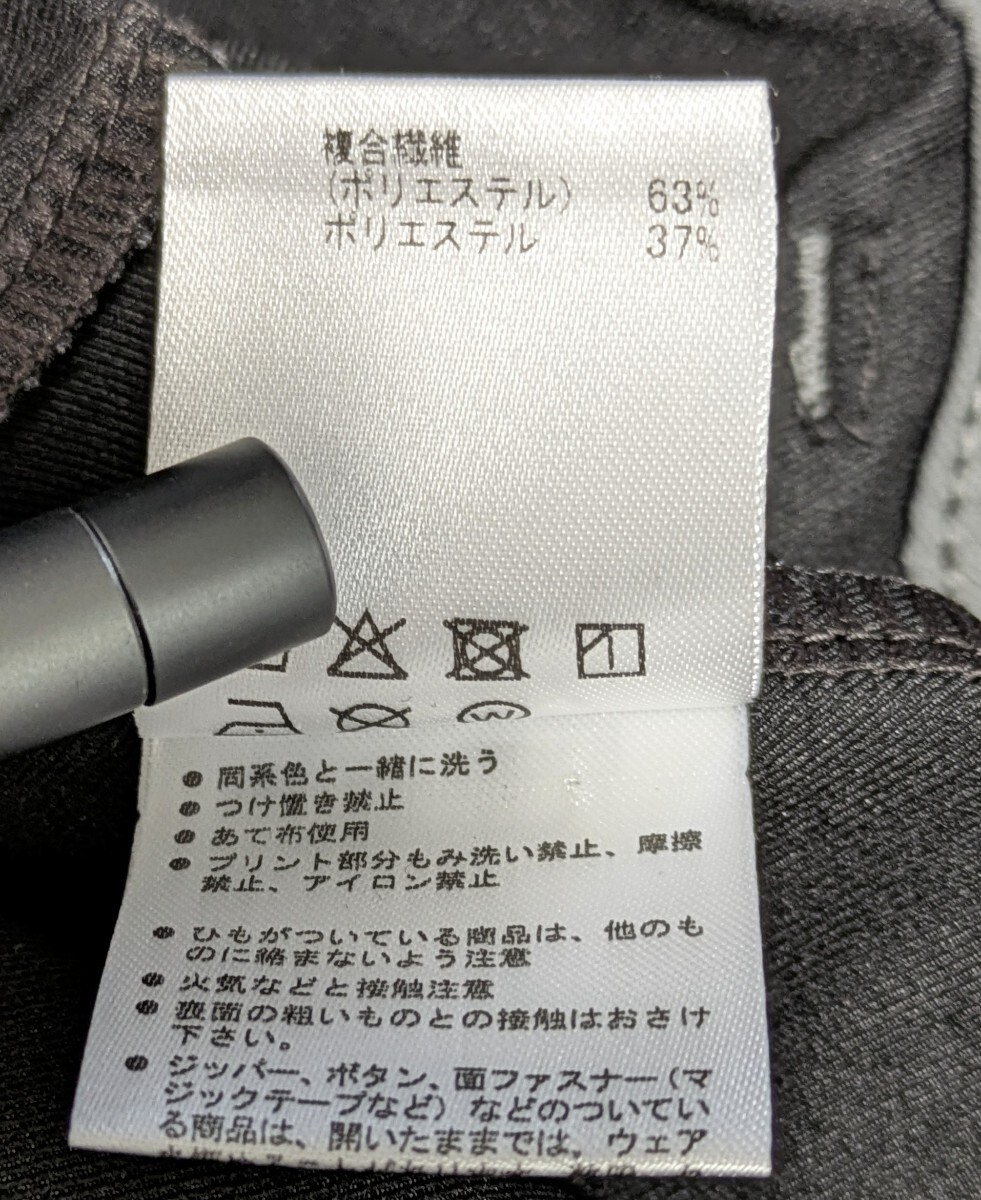 複合繊維
(ポリエステル) 63%
ポリエステル 37%
W
● 同系色と一緒に洗う
● つけ置き禁止
● あて布使用
● プリント部分もみ洗い禁止、摩擦
禁止、アイロン禁止
● ひもがついている商品は、他のも
のに絡まないよう注意
● 火気などと接触注意
● 表面の粗いものとの接触はおさけ
下さい。
● ジッパー、ボタン、面ファスナー(マ
ジックテープなど)などのついてい
る商品は、開いたままでは、ウェア